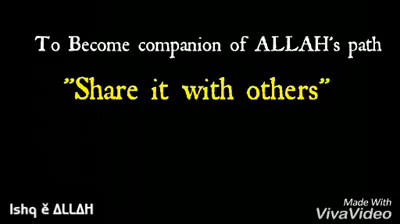 To Become companion of ALLAH's path
"Share it with others"
Ishq ĕ ALLAH
Made With
VivaVideo